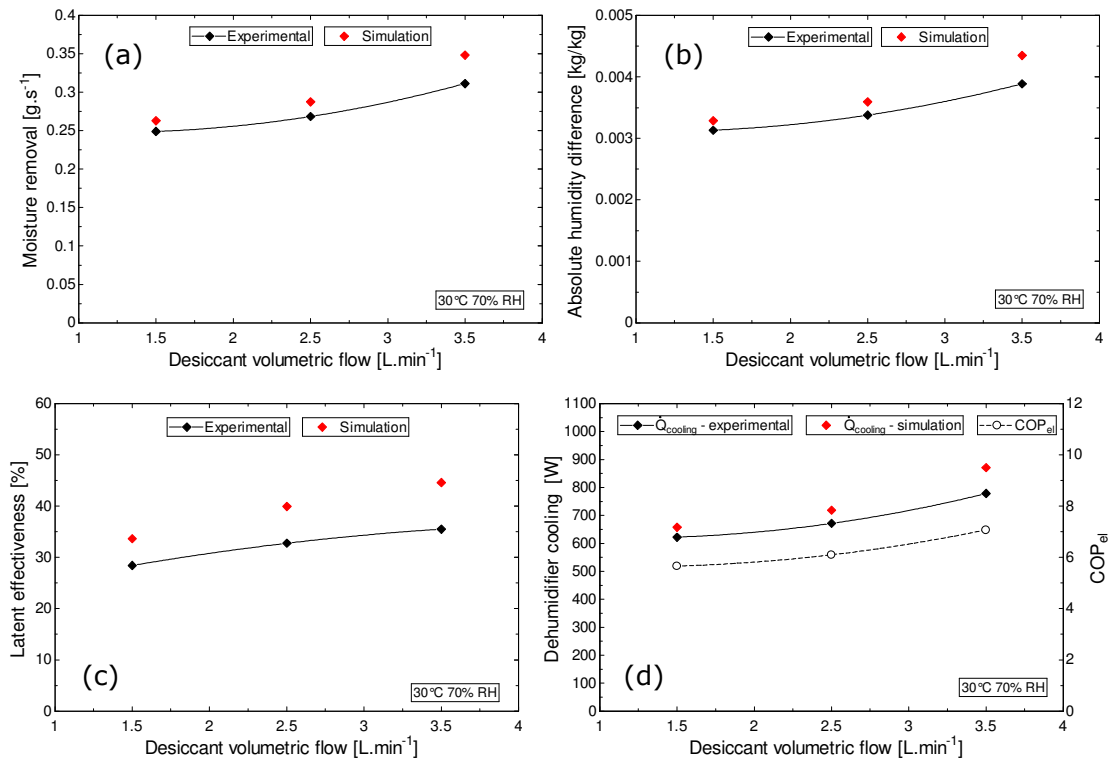 (a)
Experimental Simulation
Moisture removal [g.s⁻¹]
0.4
0.35
0.3
0.25
0.2
0.15
0.1
0.05
0
30°C 70% RH
1 1.5 2 2.5 3 3.5 4
Desiccant volumetric flow [L.min⁻¹]
(b)
Experimental Simulation
Absolute humidity difference [kg/kg]
0.005
0.004
0.003
0.002
0.001
0.000
30°C 70% RH
1 1.5 2 2.5 3 3.5 4
Desiccant volumetric flow [L.min⁻¹]
(c)
Experimental Simulation
Latent effectiveness [%]
60
50
40
30
20
10
0
30°C 70% RH
1 1.5 2 2.5 3 3.5 4
Desiccant volumetric flow [L.min⁻¹]
(d)
Q̇cooling - experimental Q̇cooling - simulation COPel
Dehumidifier cooling [W]
1100
1000
900
800
700
600
500
400
300
200
100
0
12
10
8
6
4
2
0
COPel
30°C 70% RH
1 1.5 2 2.5 3 3.5 4
Desiccant volumetric flow [L.min⁻¹]